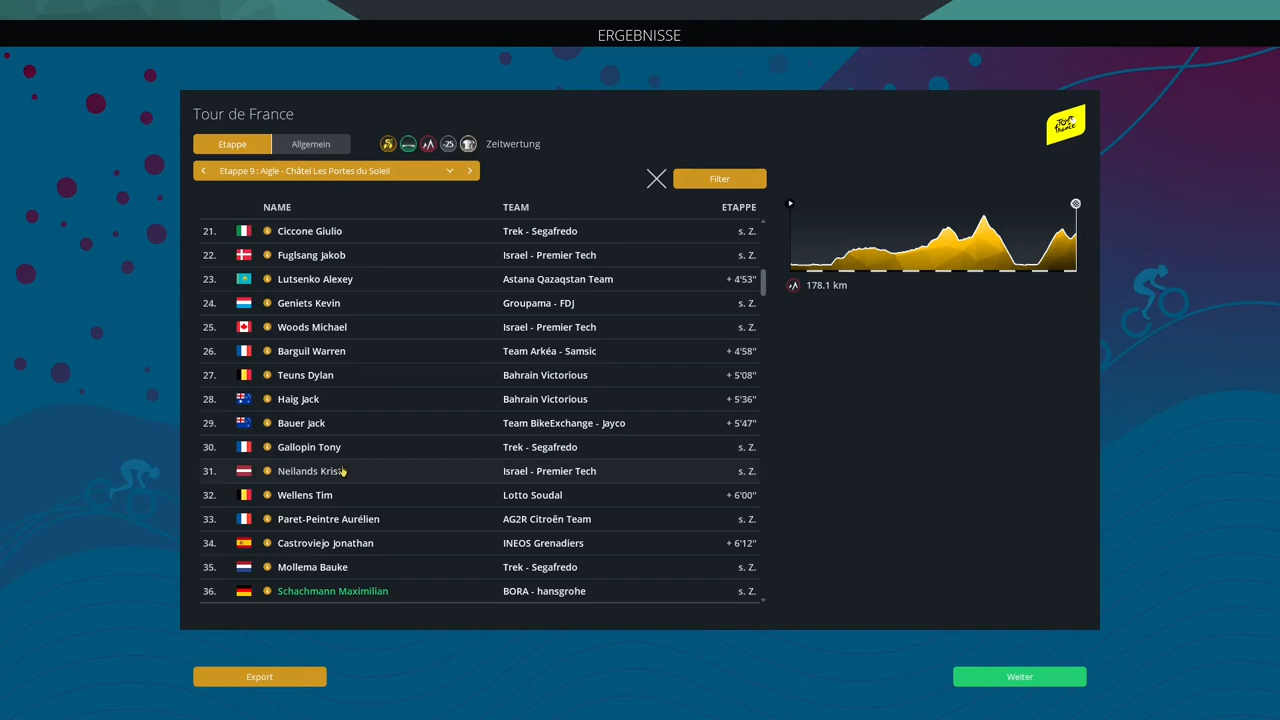 ERGEBNISSE
Tour de France
Etappe Allgemein -25 Zeitwertung
Etappe 9 : Aigle - Châtel Les Portes du Soleil
Filter
NAME TEAM ETAPPE
21. Ciccone Giulio Trek - Segafredo s. Z.
22. Fuglsang Jakob Israel - Premier Tech s. Z.
23. Lutsenko Alexey Astana Qazaqstan Team + 4'53"
24. Geniets Kevin Groupama - FDJ s. Z.
25. Woods Michael Israel - Premier Tech s. Z.
26. Barguil Warren Team Arkéa - Samsic + 4'58"
27. Teuns Dylan Bahrain Victorious + 5'08"
28. Haig Jack Bahrain Victorious + 5'36"
29. Bauer Jack Team BikeExchange - Jayco + 5'47"
30. Gallopin Tony Trek - Segafredo s. Z.
31. Neilands Israel - Premier Tech s. Z.
32. Wellens Tim Lotto Soudal + 6'00"
33. Paret-Peintre Aurélien AG2R Citroën Team s. Z.
34. Castroviejo Jonathan INEOS Grenadiers + 6'12"
35. Mollema Bauke Trek - Segafredo s. Z.
36. Schachmann Maximilian BORA - hansgrohe s. Z.
Tour de France
178.1 km
Export
Weiter